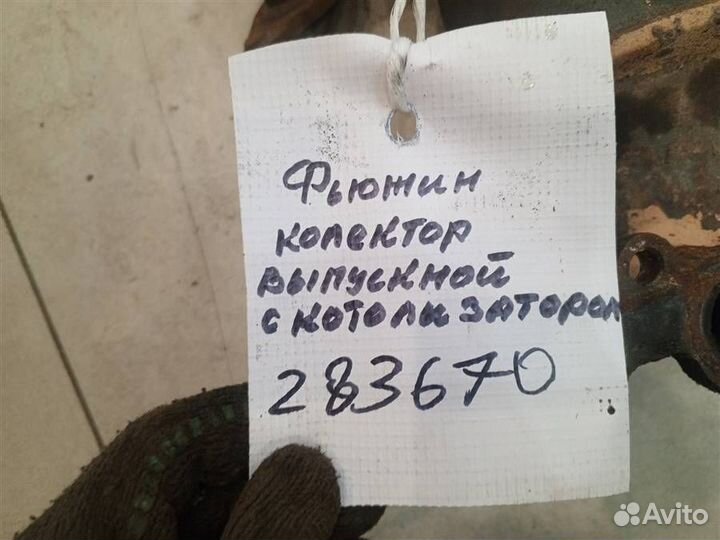 Фьюжин
колектор
выпускной
с котолизатором
283670
Avito